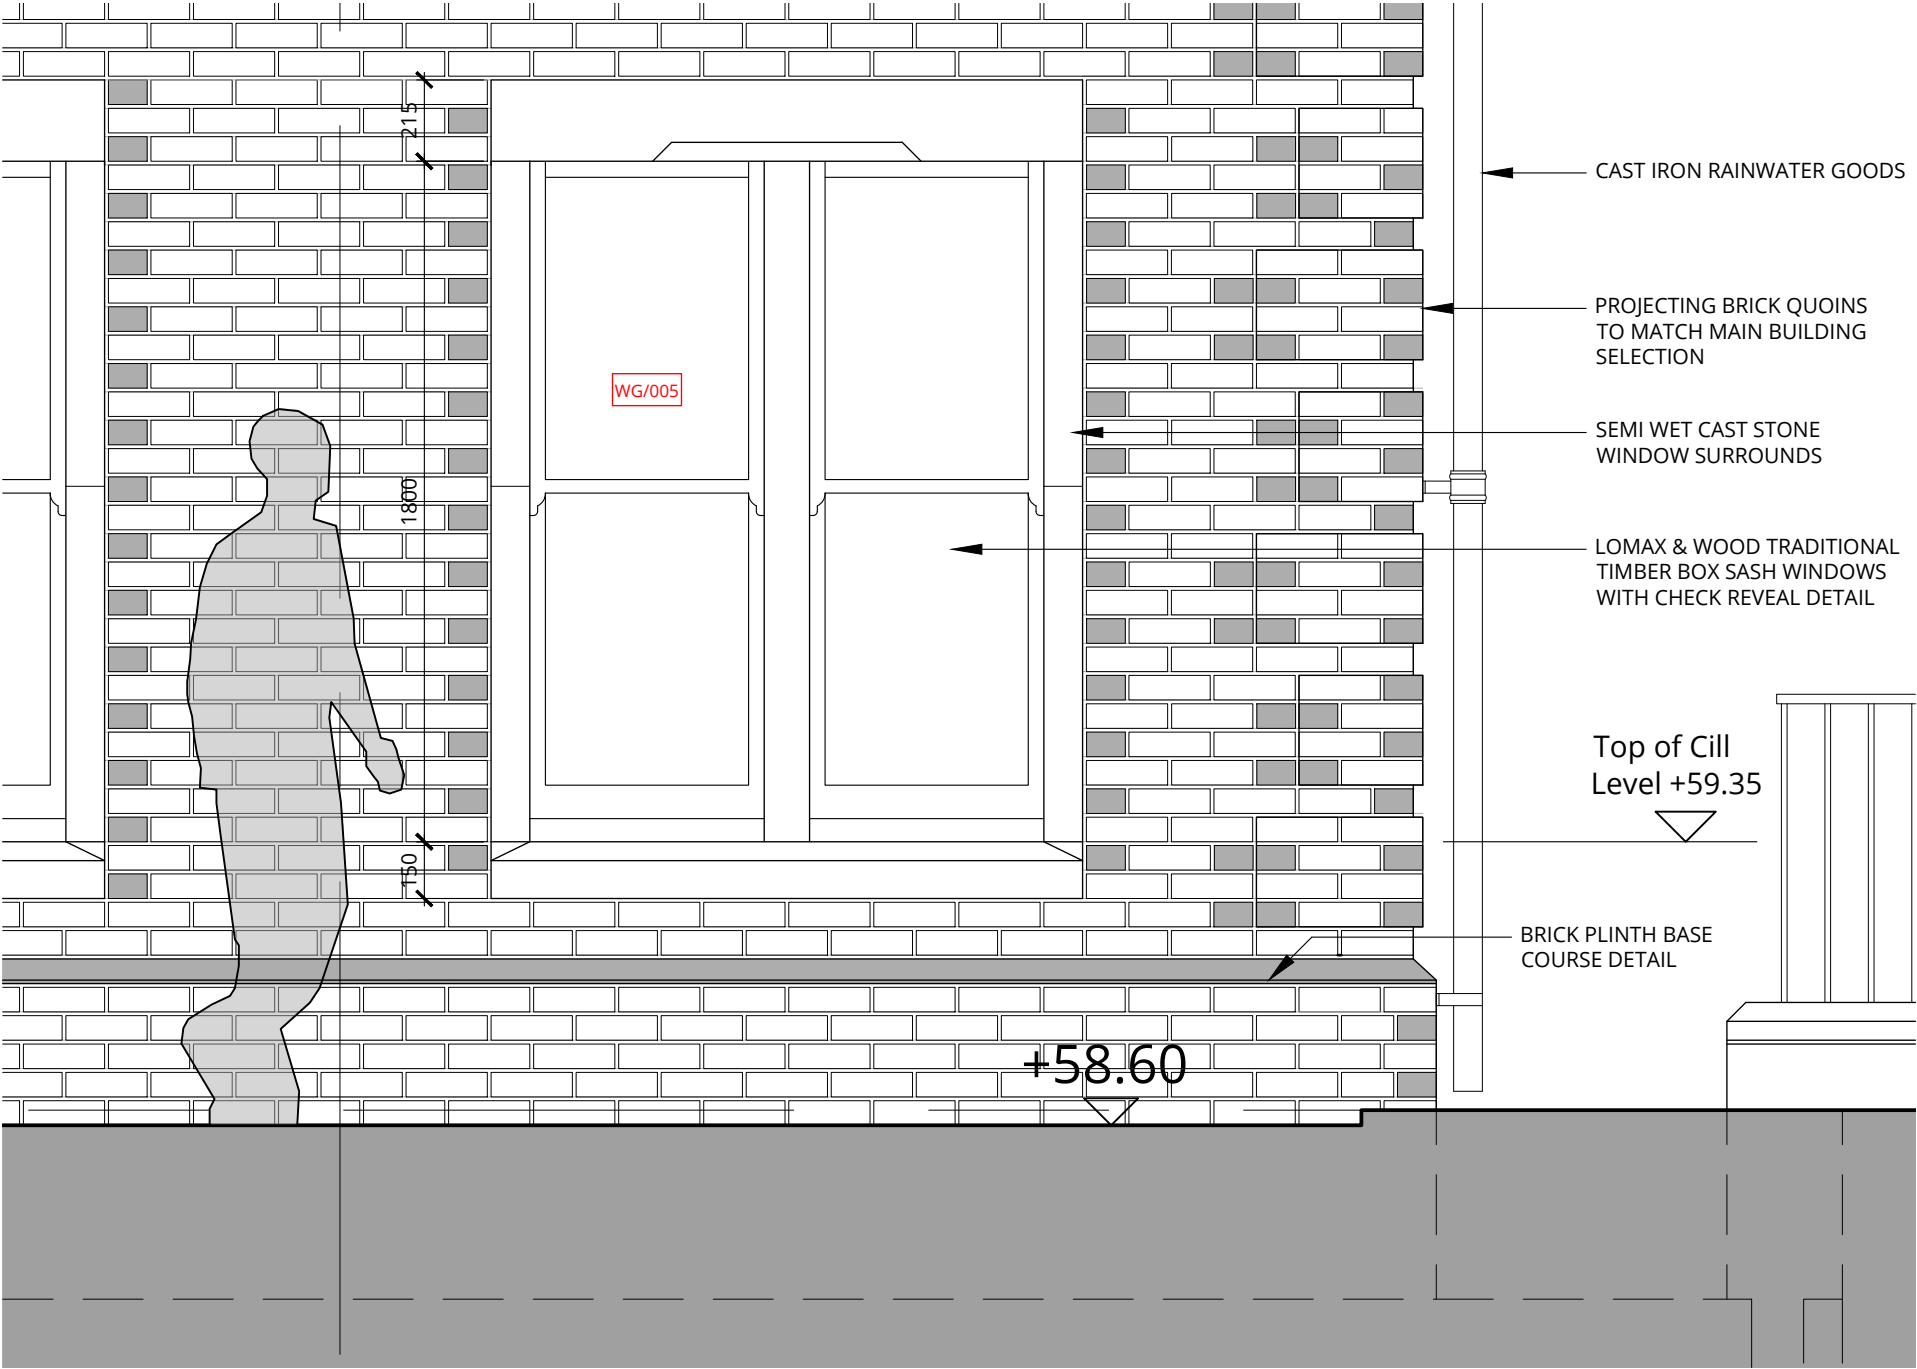 215
CAST IRON RAINWATER GOODS
PROJECTING BRICK QUOINS
TO MATCH MAIN BUILDING
SELECTION
WG/005
SEMI WET CAST STONE
WINDOW SURROUNDS
1800
LOMAX & WOOD TRADITIONAL
TIMBER BOX SASH WINDOWS
WITH CHECK REVEAL DETAIL
Top of Cill
Level +59.35
150
BRICK PLINTH BASE
COURSE DETAIL
+58.60